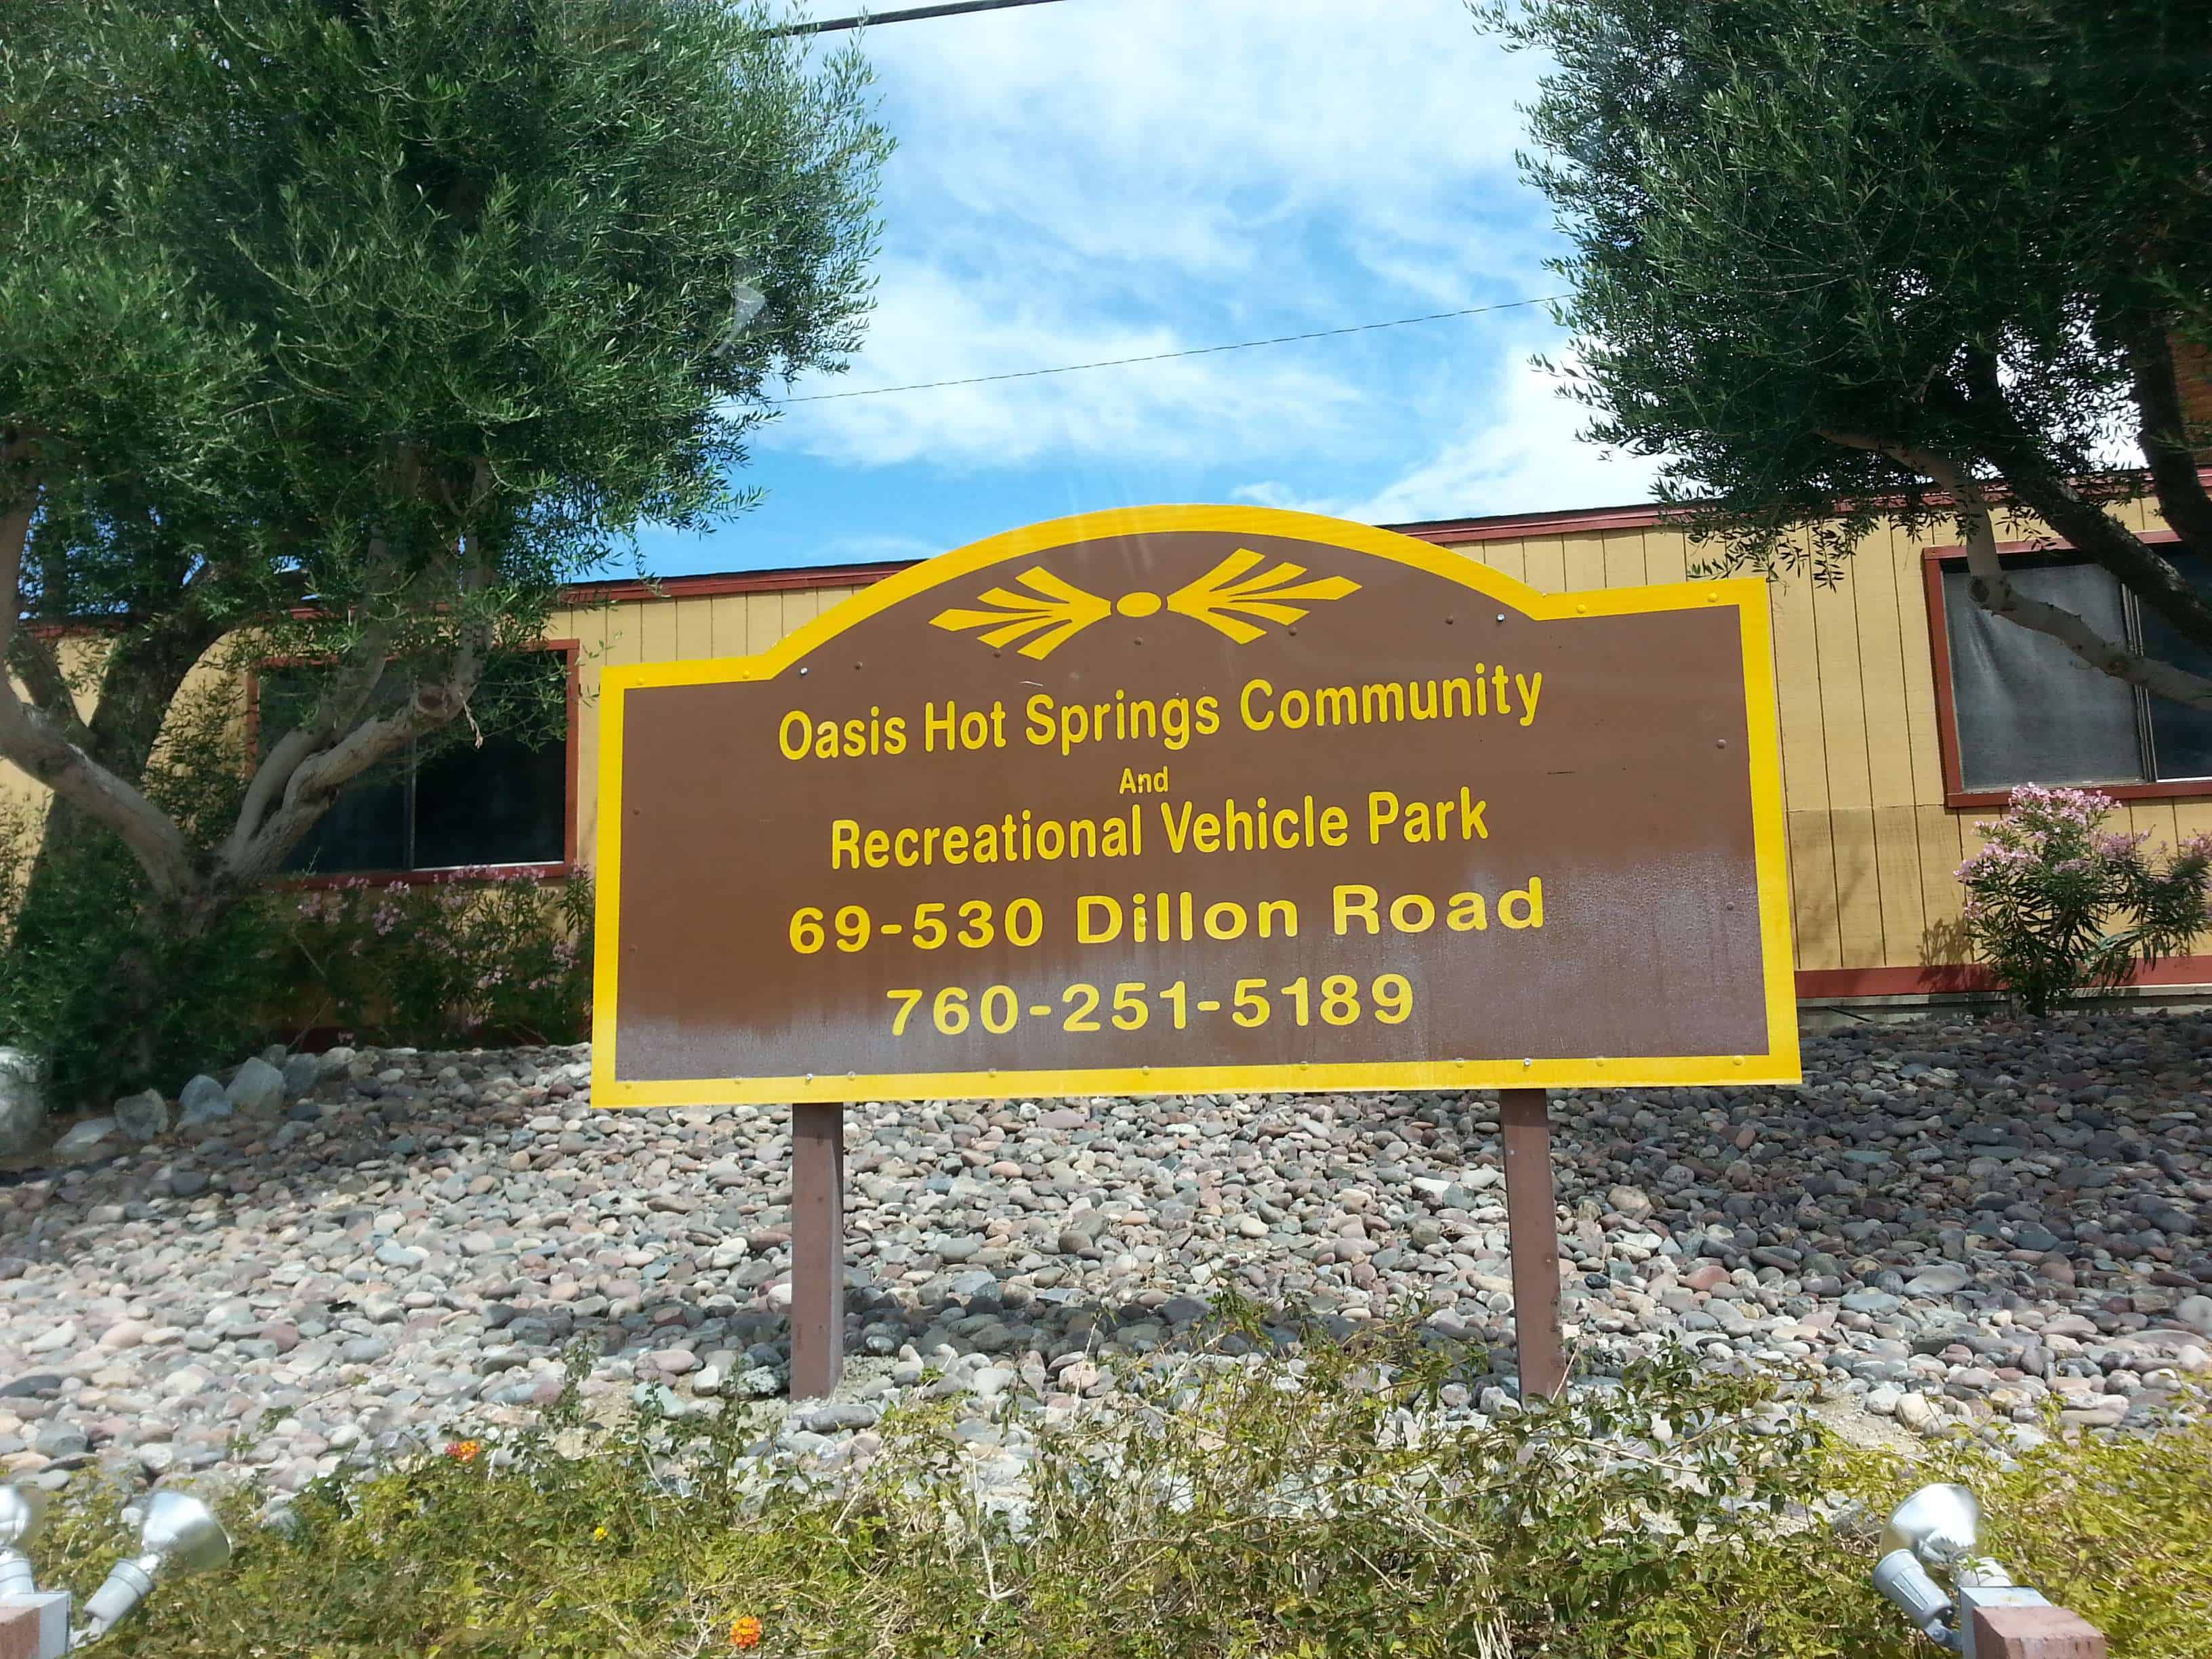 Oasis Hot Springs Community
And
Recreational Vehicle Park
69-530 Dillon Road
760-251-5189